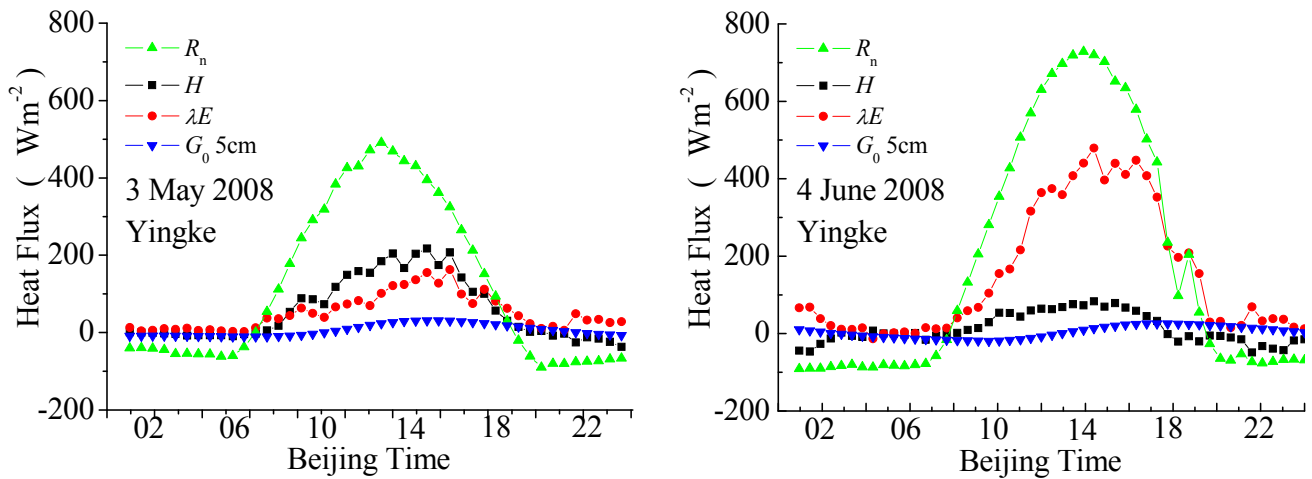 Heat Flux ( Wm-2)
800
600
400
200
0
-200
Rn
H
λE
G0 5cm
3 May 2008
Yingke
02 06 10 14 18 22
Beijing Time
Heat Flux ( Wm-2)
800
600
400
200
0
-200
Rn
H
λE
G0 5cm
4 June 2008
Yingke
02 06 10 14 18 22
Beijing Time